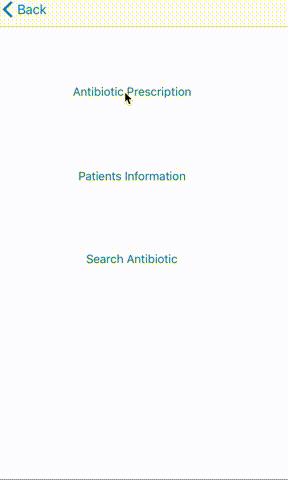 Back
Antibiotic Prescription
Patients Information
Search Antibiotic